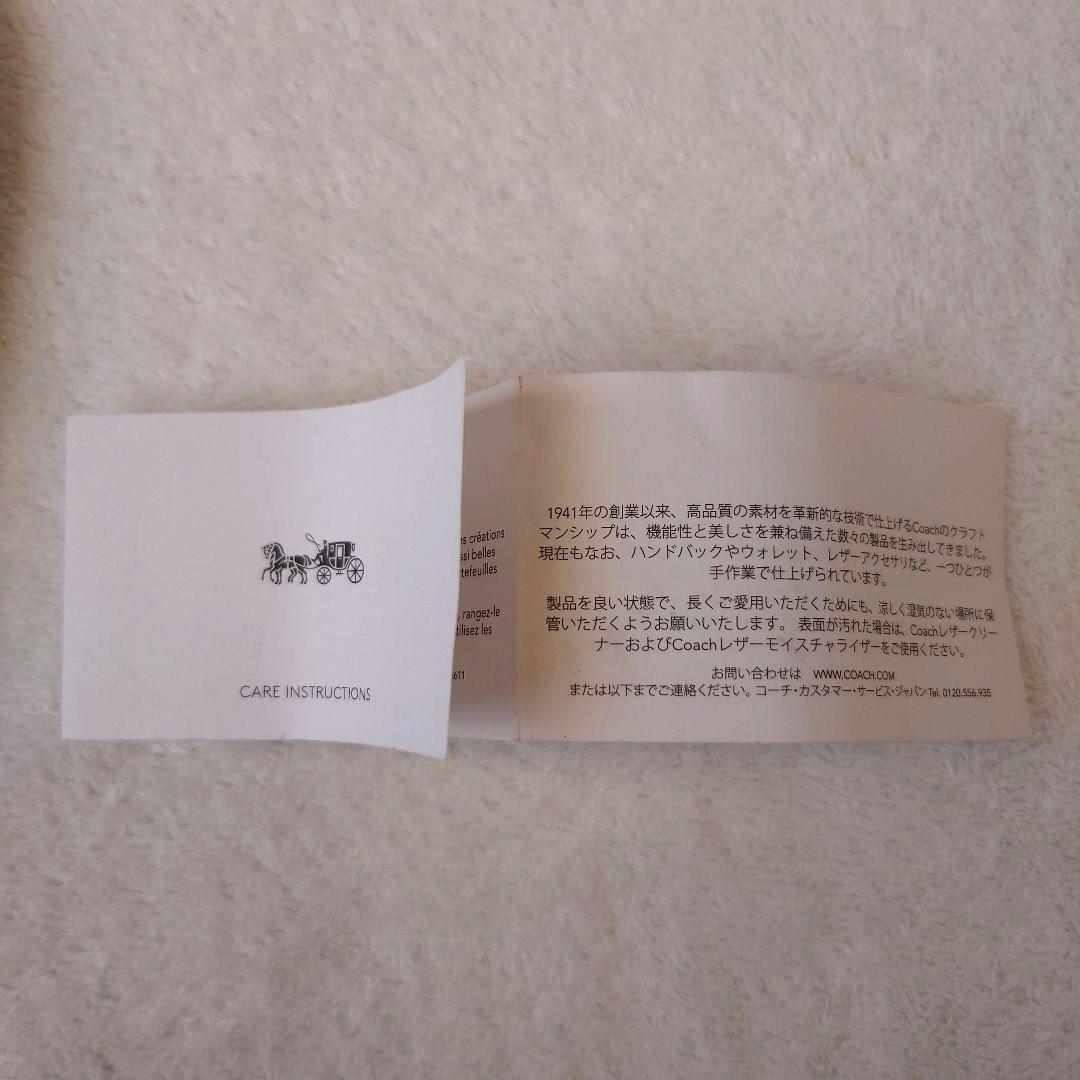 CARE INSTRUCTIONS
créations
belles
rangez-le
les
1941年の創業以来、高品質の素材を革新的な技術で仕上げるCoachのクラフト
マンシップは、機能性と美しさを兼ね備えた数々の製品を生み出してきました。
現在もなお、ハンドバックやウォレット、レザーアクセサリなど、一つひとつが
手作業で仕上げられています。
製品を良い状態で、長くご愛用いただくためにも、涼しく湿気のない場所に保
管いただくようお願いいたします。 表面が汚れた場合は、Coachレザークリー
ナーおよびCoachレザーモイスチャライザーをご使用ください。
お問い合わせは WWW.COACH.COM
または以下までご連絡ください。コーチ・カスタマー・サービス・ジャパン Tel. 0120.556.935